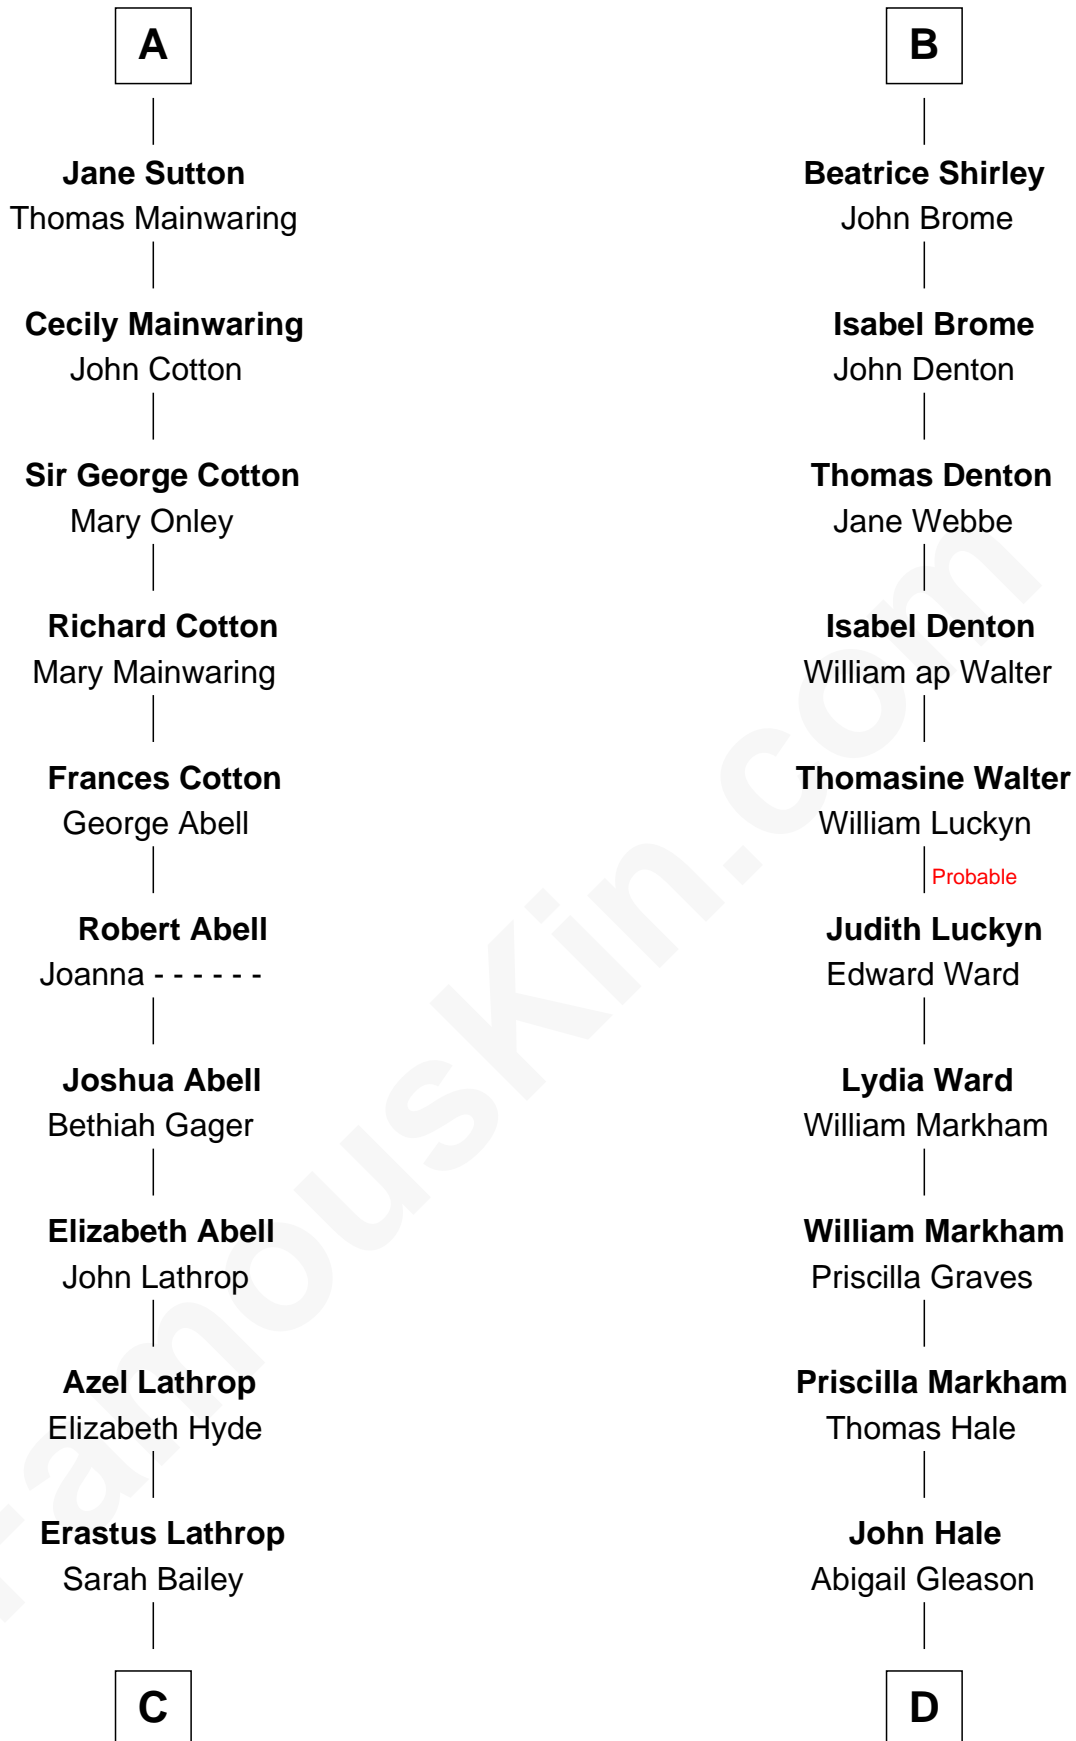 A
Jane Sutton
Thomas Mainwaring
Cecily Mainwaring
John Cotton
Sir George Cotton
Mary Onley
Richard Cotton
Mary Mainwaring
Frances Cotton
George Abell
Robert Abell
Joanna - - - - - -
Joshua Abell
Bethiah Gager
Elizabeth Abell
John Lathrop
Azel Lathrop
Elizabeth Hyde
Erastus Lathrop
Sarah Bailey
C
B
Beatrice Shirley
John Brome
Isabel Brome
John Denton
Thomas Denton
Jane Webbe
Isabel Denton
William ap Walter
Thomasine Walter
William Luckyn
Probable
Judith Luckyn
Edward Ward
Lydia Ward
William Markham
William Markham
Priscilla Graves
Priscilla Markham
Thomas Hale
John Hale
Abigail Gleason
D
FamousKin.com